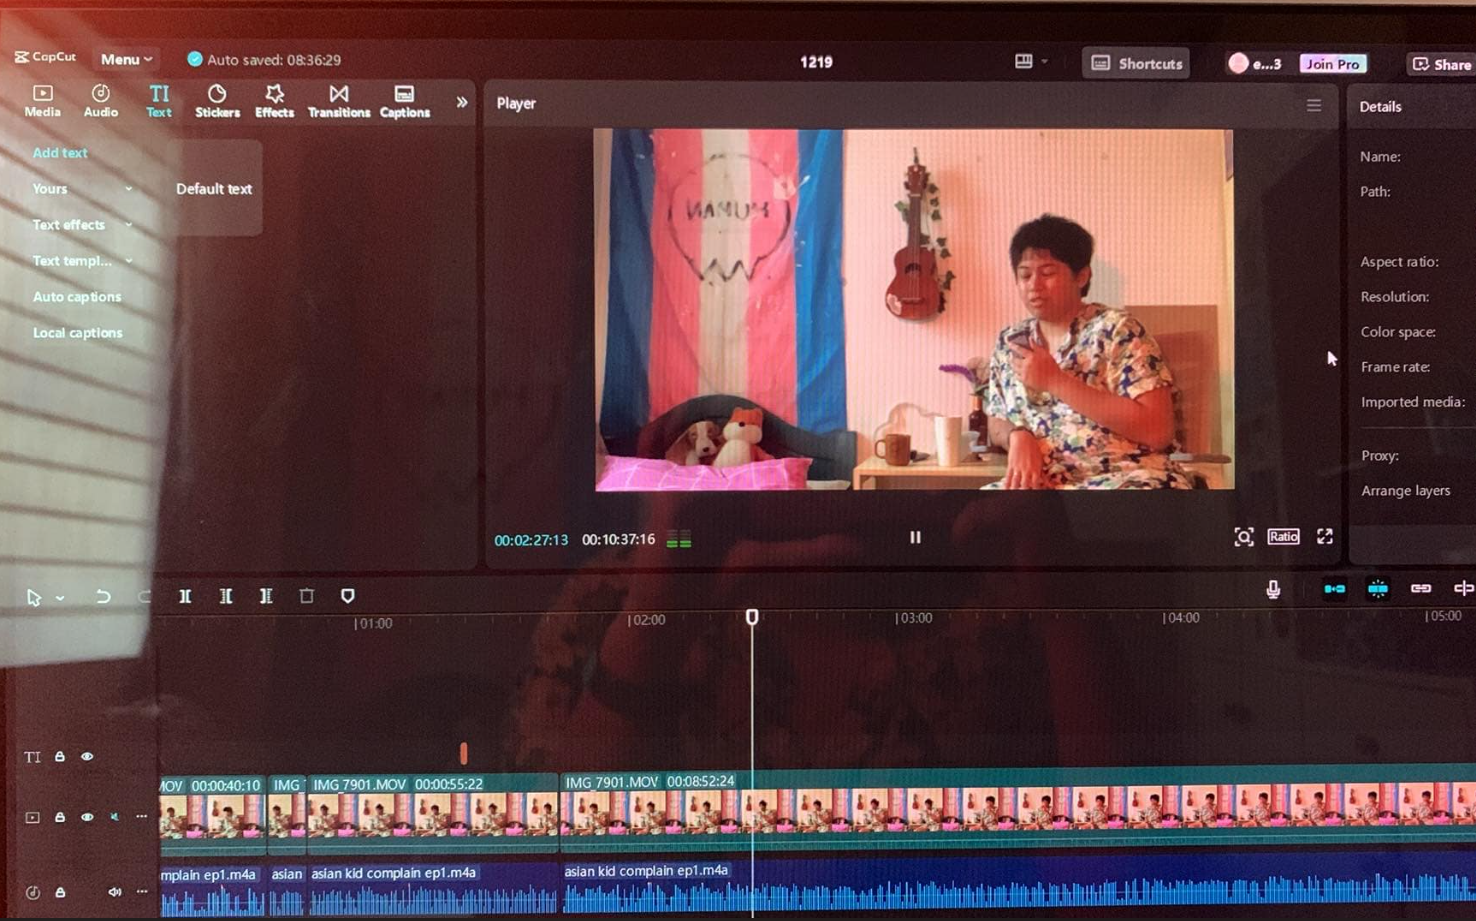 CapCut
Menu
Auto saved: 08:36:29
1219
Shortcuts
e...3
Join Pro
Share
Media
Audio
TI
Text
Stickers
Effects
Transitions
Captions
Player
Details
Add text
Yours
Default text
Text effects
Text templ...
Auto captions
Local captions
HUMAN
Name:
Path:
Aspect ratio:
Resolution:
Color space:
Frame rate:
Imported media:
Proxy:
Arrange layers
00:02:27:13 00:10:37:16
Ratio
01:00
02:00
03:00
04:00
05:00
TI
MOV 00:00:40:10
IMG
IMG_7901.MOV 00:00:55:22
IMG_7901.MOV 00:08:52:24
mplain ep1.m4a
asian
asian kid complain ep1.m4a
asian kid complain ep1.m4a